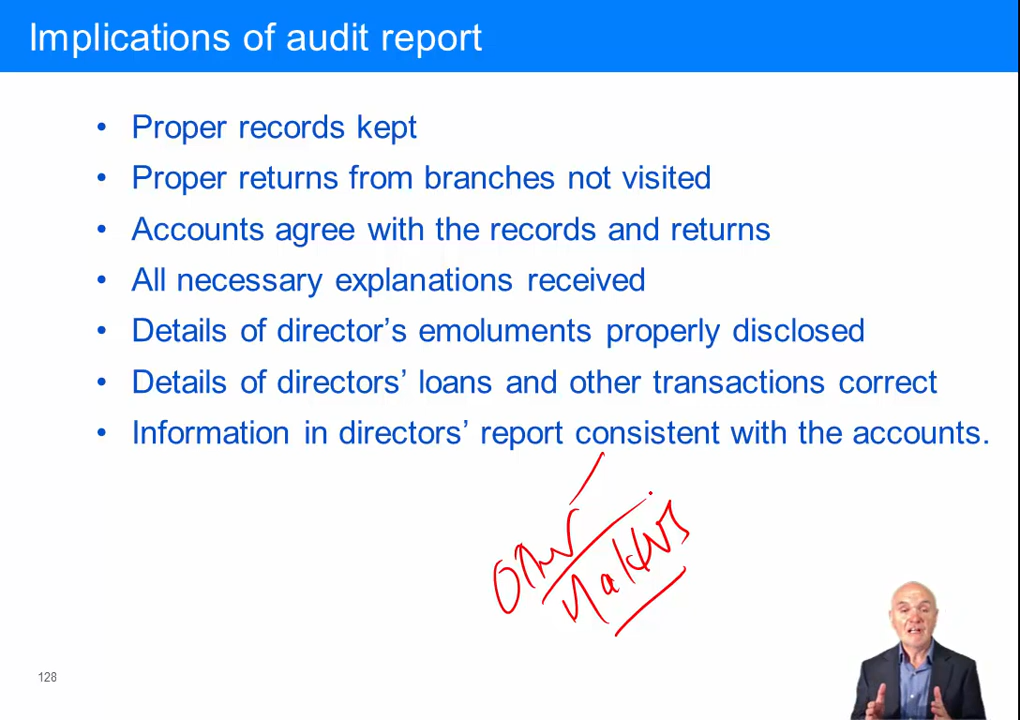 Implications of audit report
• Proper records kept
• Proper returns from branches not visited
• Accounts agree with the records and returns
• All necessary explanations received
• Details of director’s emoluments properly disclosed
• Details of directors’ loans and other transactions correct
• Information in directors’ report consistent with the accounts.
Other
Matters
128